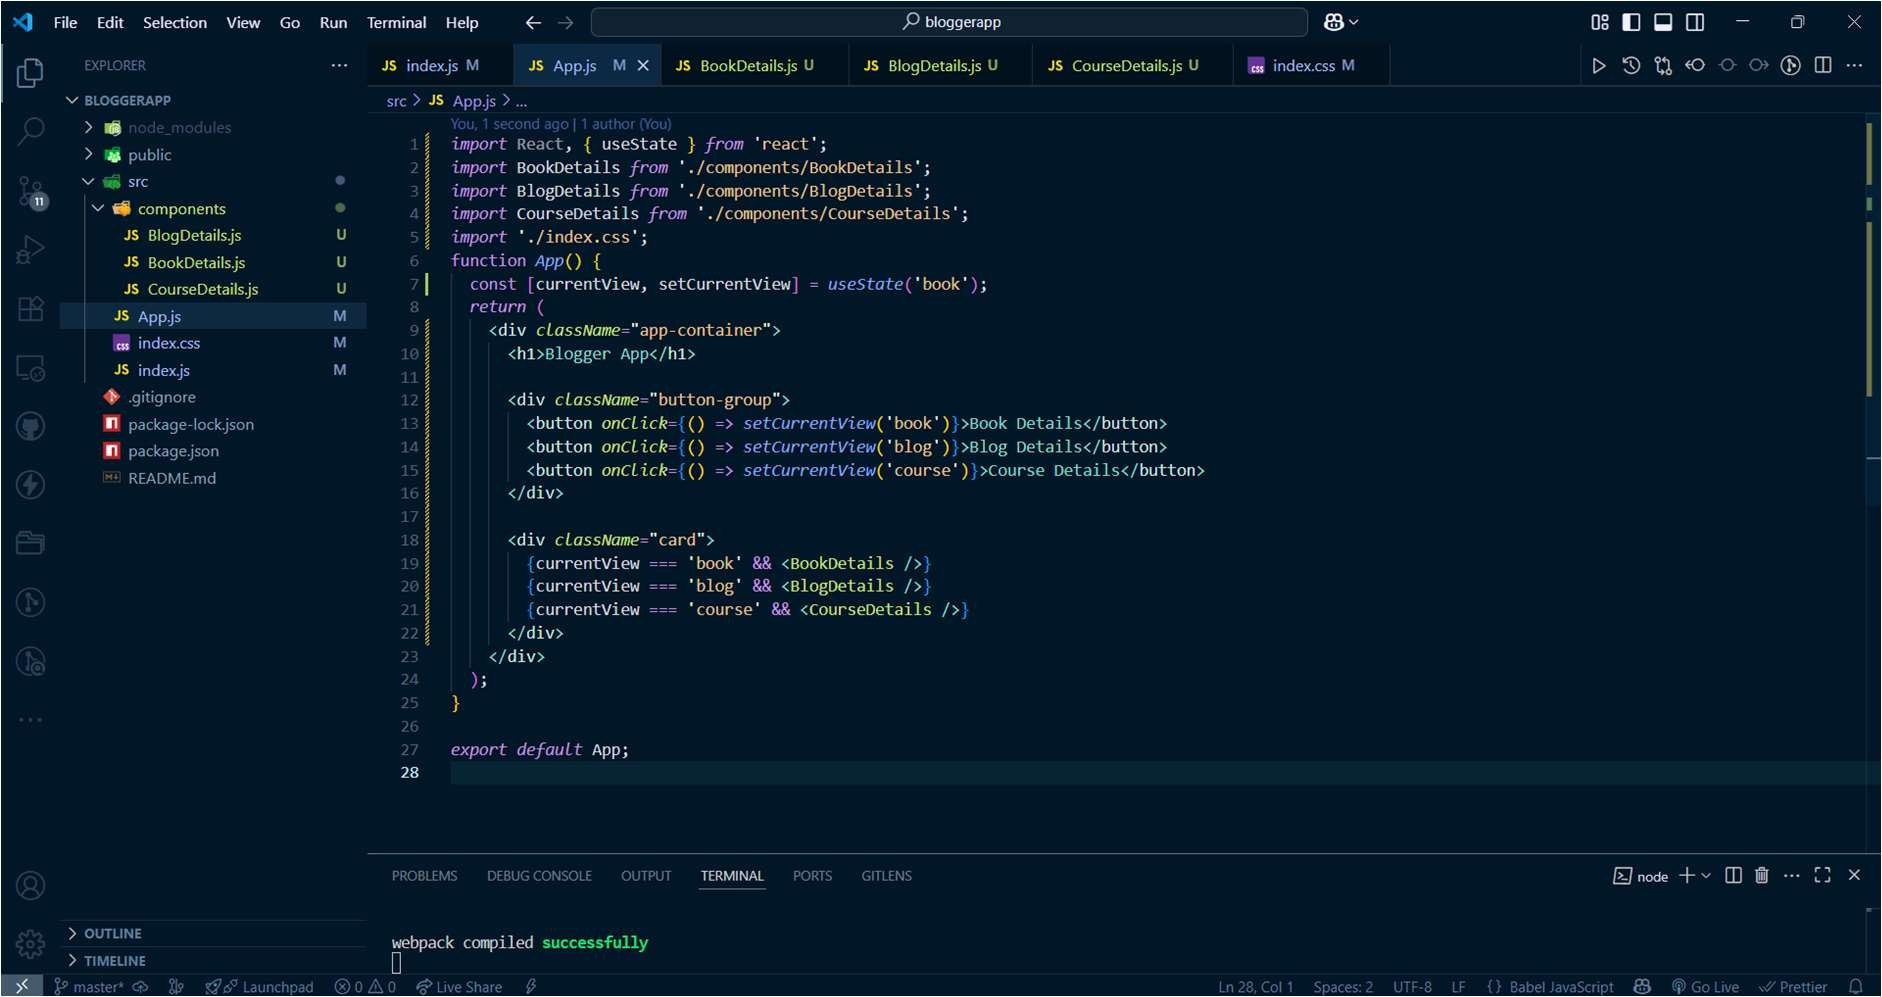 File Edit Selection View Go Run Terminal Help
bloggerapp
EXPLORER
BLOGGERAPP
node_modules
public
src
components
JS BlogDetails.js U
JS BookDetails.js U
JS CourseDetails.js U
JS App.js M
css index.css M
JS index.js M
.gitignore
package-lock.json
package.json
README.md
11
OUTLINE
TIMELINE
JS index.js M JS App.js M JS BookDetails.js U JS BlogDetails.js U JS CourseDetails.js U css index.css M
src > JS App.js > ...
You, 1 second ago | 1 author (You)
1 import React, { useState } from 'react';
2 import BookDetails from './components/BookDetails';
3 import BlogDetails from './components/BlogDetails';
4 import CourseDetails from './components/CourseDetails';
5 import './index.css';
6 function App() {
7 const [currentView, setCurrentView] = useState('book');
8 return (
9 <div className="app-container">
10 <h1>Blogger App</h1>
11
12 <div className="button-group">
13 <button onClick={() => setCurrentView('book')}>Book Details</button>
14 <button onClick={() => setCurrentView('blog')}>Blog Details</button>
15 <button onClick={() => setCurrentView('course')}>Course Details</button>
16 </div>
17
18 <div className="card">
19 {currentView === 'book' && <BookDetails />}
20 {currentView === 'blog' && <BlogDetails />}
21 {currentView === 'course' && <CourseDetails />}
22 </div>
23 </div>
24 );
25 }
26
27 export default App;
28
PROBLEMS DEBUG CONSOLE OUTPUT TERMINAL PORTS GITLENS
node
webpack compiled successfully
master* Launchpad 0 0 Live Share
Ln 28, Col 1 Spaces: 2 UTF-8 LF {} Babel JavaScript Go Live Prettier